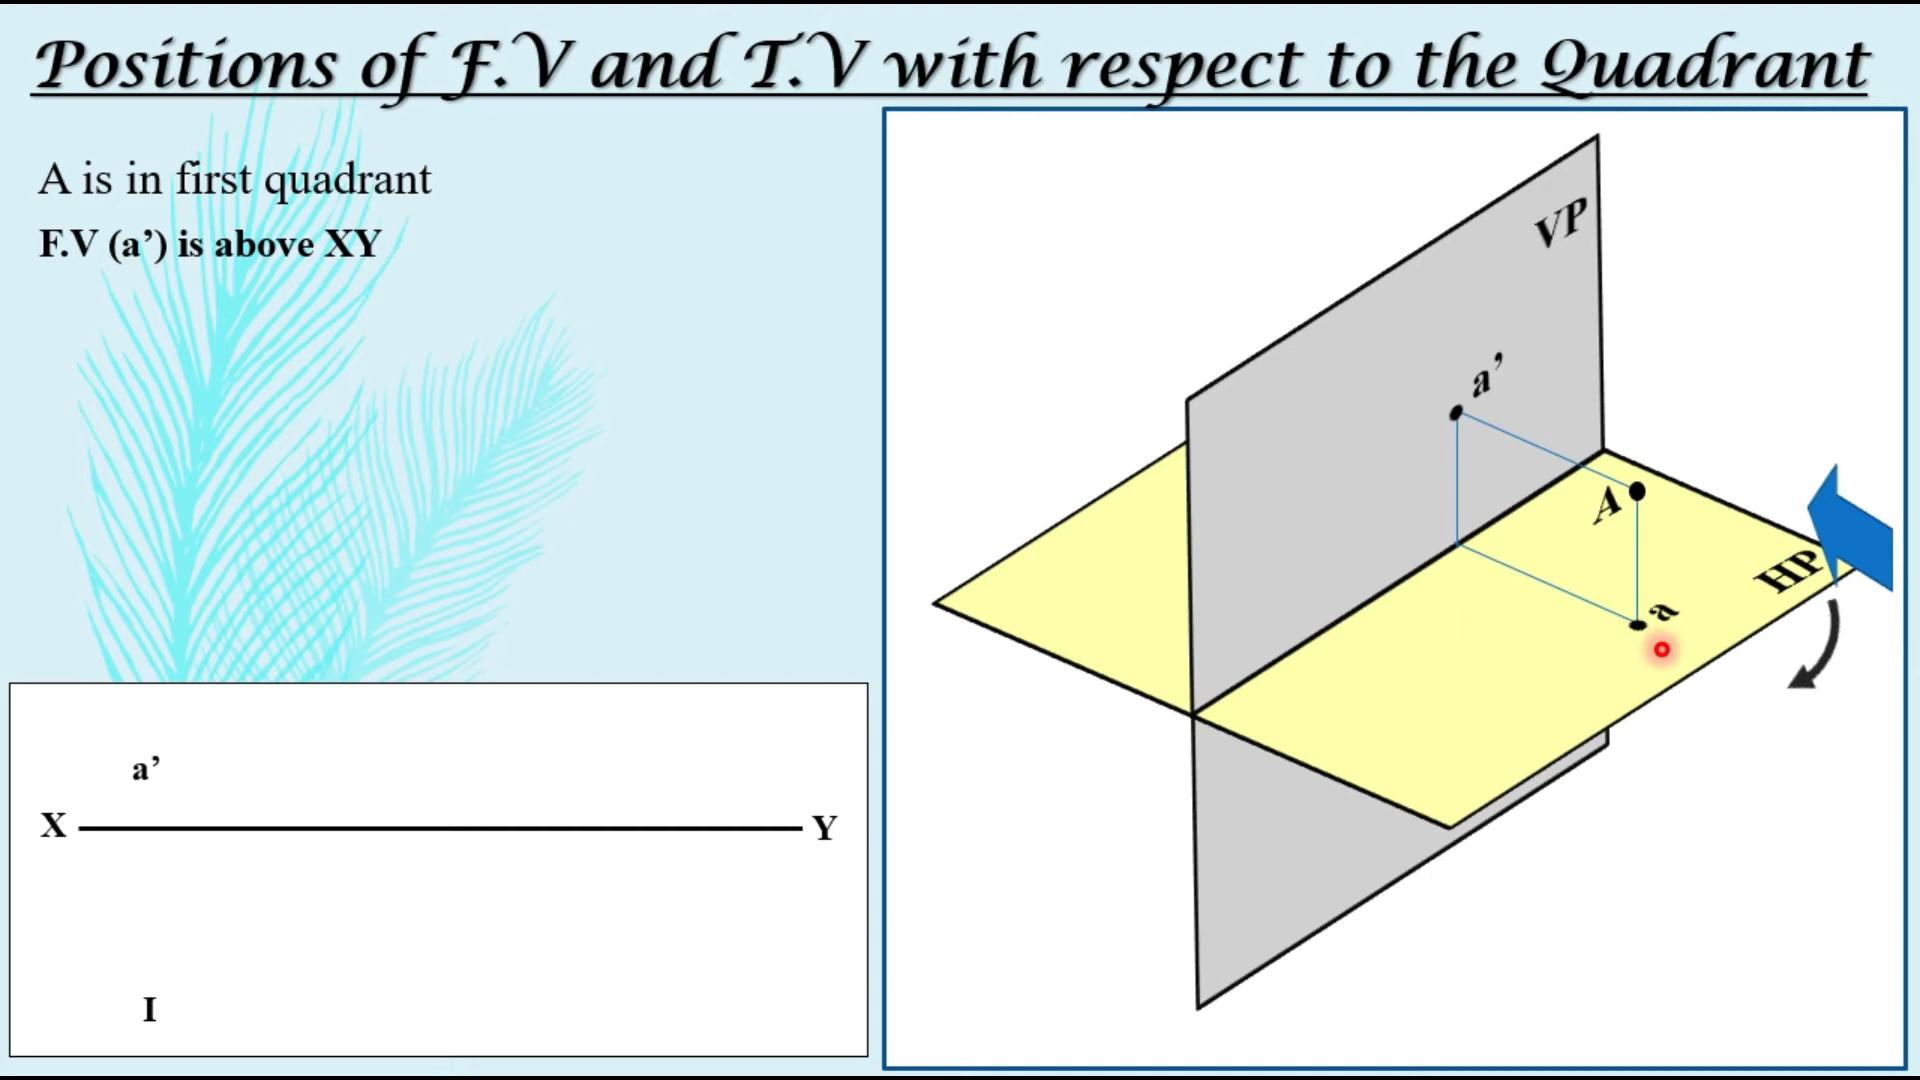 Positions of F.V and T.V with respect to the Quadrant
A is in first quadrant
F.V (a’) is above XY
VP
a’
A
HP
a
a’
X
Y
I